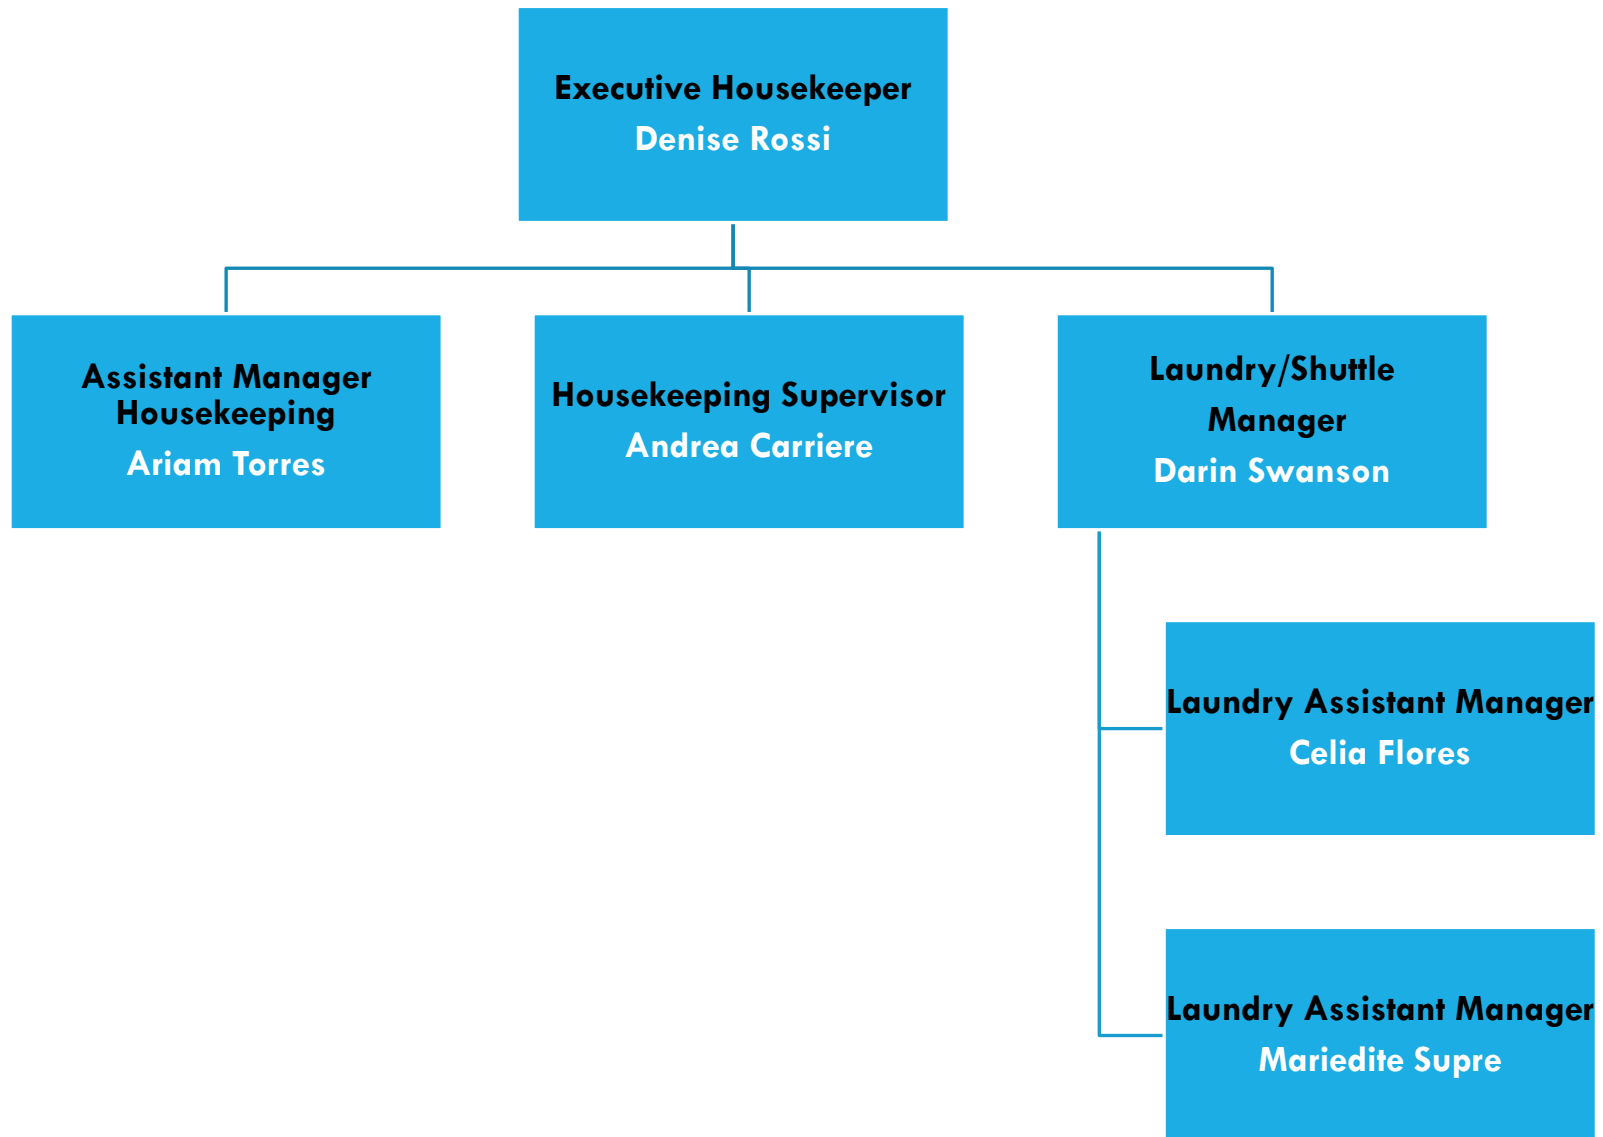 Executive Housekeeper
Denise Rossi
Assistant Manager
Housekeeping
Ariam Torres
Housekeeping Supervisor
Andrea Carriere
Laundry/Shuttle
Manager
Darin Swanson
Laundry Assistant Manager
Celia Flores
Laundry Assistant Manager
Mariedite Supre